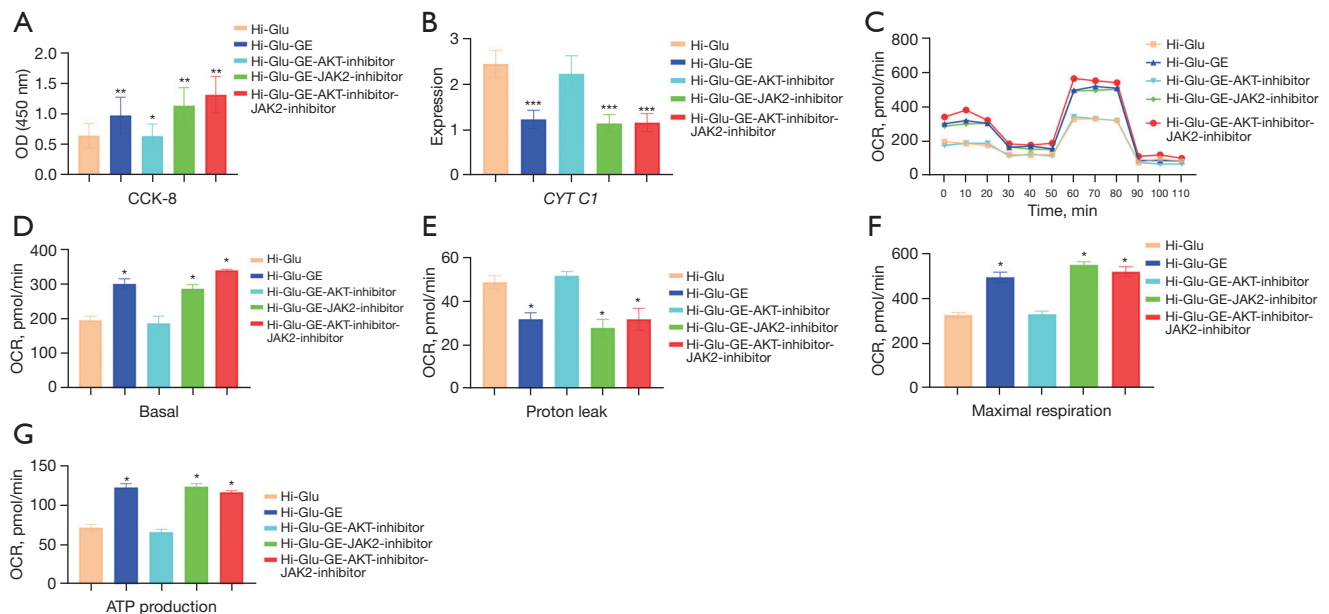 A
OD (450 nm)
2.0
1.5
1.0
0.5
0.0
**
*
**
**
CCK-8
Hi-Glu
Hi-Glu-GE
Hi-Glu-GE-AKT-inhibitor
Hi-Glu-GE-JAK2-inhibitor
Hi-Glu-GE-AKT-inhibitor-
JAK2-inhibitor
B
Expression
3
2
1
0
***
***
***
CYT C1
Hi-Glu
Hi-Glu-GE
Hi-Glu-GE-AKT-inhibitor
Hi-Glu-GE-JAK2-inhibitor
Hi-Glu-GE-AKT-inhibitor-
JAK2-inhibitor
C
OCR, pmol/min
800
600
400
200
0
0 10 20 30 40 50 60 70 80 90 100 110
Time, min
Hi-Glu
Hi-Glu-GE
Hi-Glu-GE-AKT-inhibitor
Hi-Glu-GE-JAK2-inhibitor
Hi-Glu-GE-AKT-inhibitor-
JAK2-inhibitor
D
OCR, pmol/min
400
300
200
100
0
*
*
*
Basal
Hi-Glu
Hi-Glu-GE
Hi-Glu-GE-AKT-inhibitor
Hi-Glu-GE-JAK2-inhibitor
Hi-Glu-GE-AKT-inhibitor-
JAK2-inhibitor
E
OCR, pmol/min
60
40
20
0
*
*
*
Proton leak
Hi-Glu
Hi-Glu-GE
Hi-Glu-GE-AKT-inhibitor
Hi-Glu-GE-JAK2-inhibitor
Hi-Glu-GE-AKT-inhibitor-
JAK2-inhibitor
F
OCR, pmol/min
600
400
200
0
*
*
*
Maximal respiration
Hi-Glu
Hi-Glu-GE
Hi-Glu-GE-AKT-inhibitor
Hi-Glu-GE-JAK2-inhibitor
Hi-Glu-GE-AKT-inhibitor-
JAK2-inhibitor
G
OCR, pmol/min
150
100
50
0
*
*
*
ATP production
Hi-Glu
Hi-Glu-GE
Hi-Glu-GE-AKT-inhibitor
Hi-Glu-GE-JAK2-inhibitor
Hi-Glu-GE-AKT-inhibitor-
JAK2-inhibitor